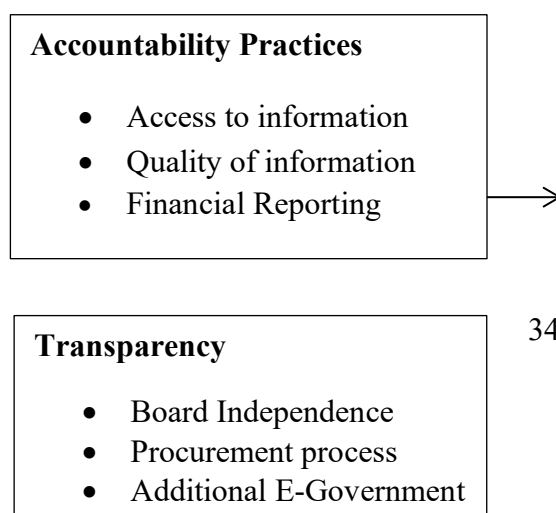 Accountability Practices
• Access to information
• Quality of information
• Financial Reporting
34
Transparency
• Board Independence
• Procurement process
• Additional E-Government